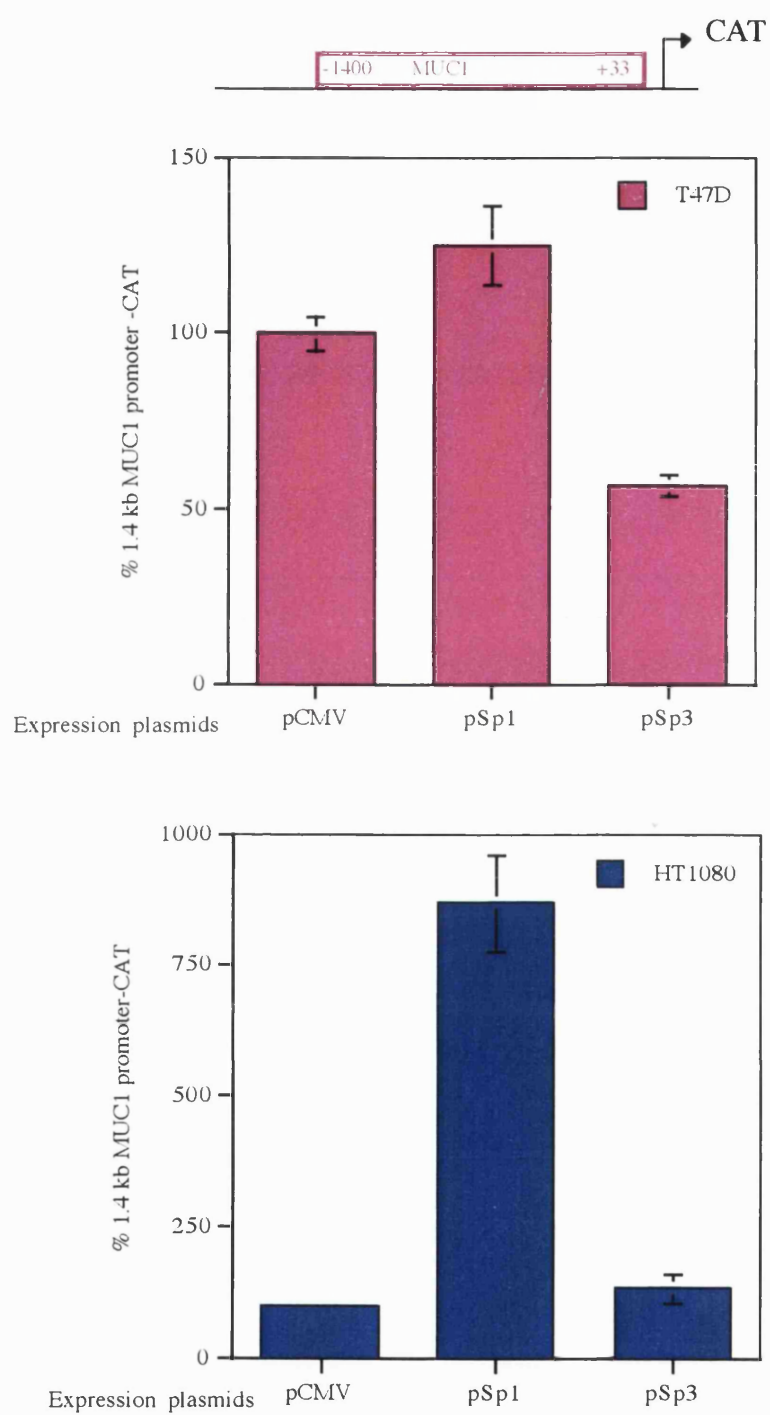 CAT
-1400 MUC1 +33
150
100
50
0
% 1.4 kb MUC1 promoter -CAT
T47D
Expression plasmids pCMV pSp1 pSp3
1000
750
500
250
0
% 1.4 kb MUC1 promoter-CAT
HT1080
Expression plasmids pCMV pSp1 pSp3